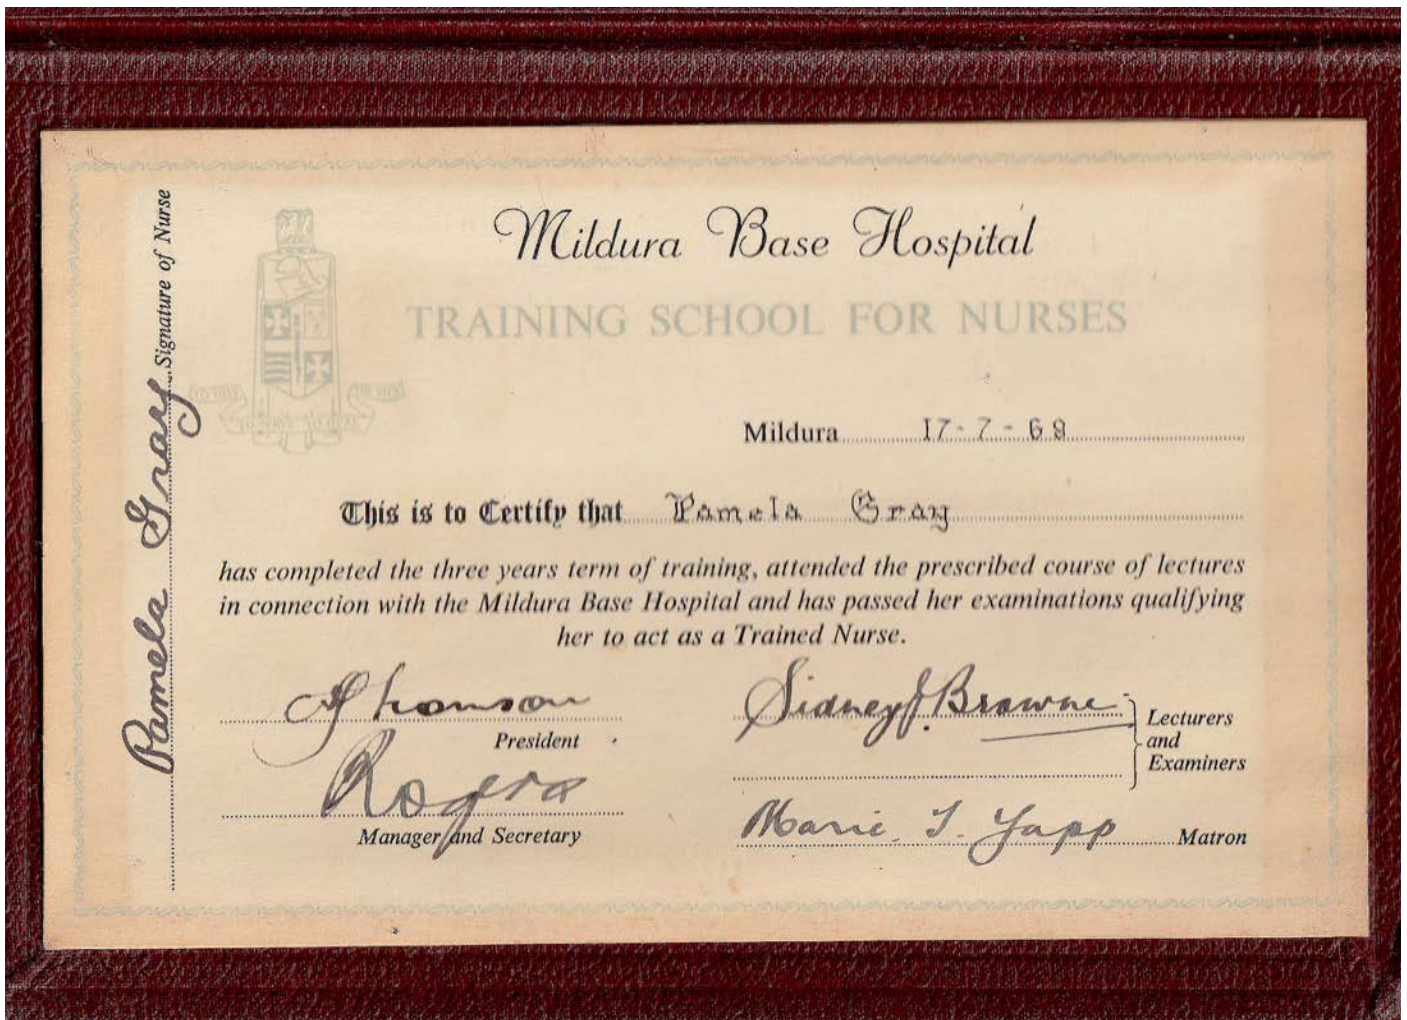 Mildura Base Hospital
TRAINING SCHOOL FOR NURSES
Mildura 17-7-69
This is to Certify that Pamela Gray
has completed the three years term of training, attended the prescribed course of lectures
in connection with the Mildura Base Hospital and has passed her examinations qualifying
her to act as a Trained Nurse.
Sidney J. Browne
Lecturers
and
Examiners
President
Rogers
Manager and Secretary
Marie. I. Yapp Matron
Pamela Gray Signature of Nurse